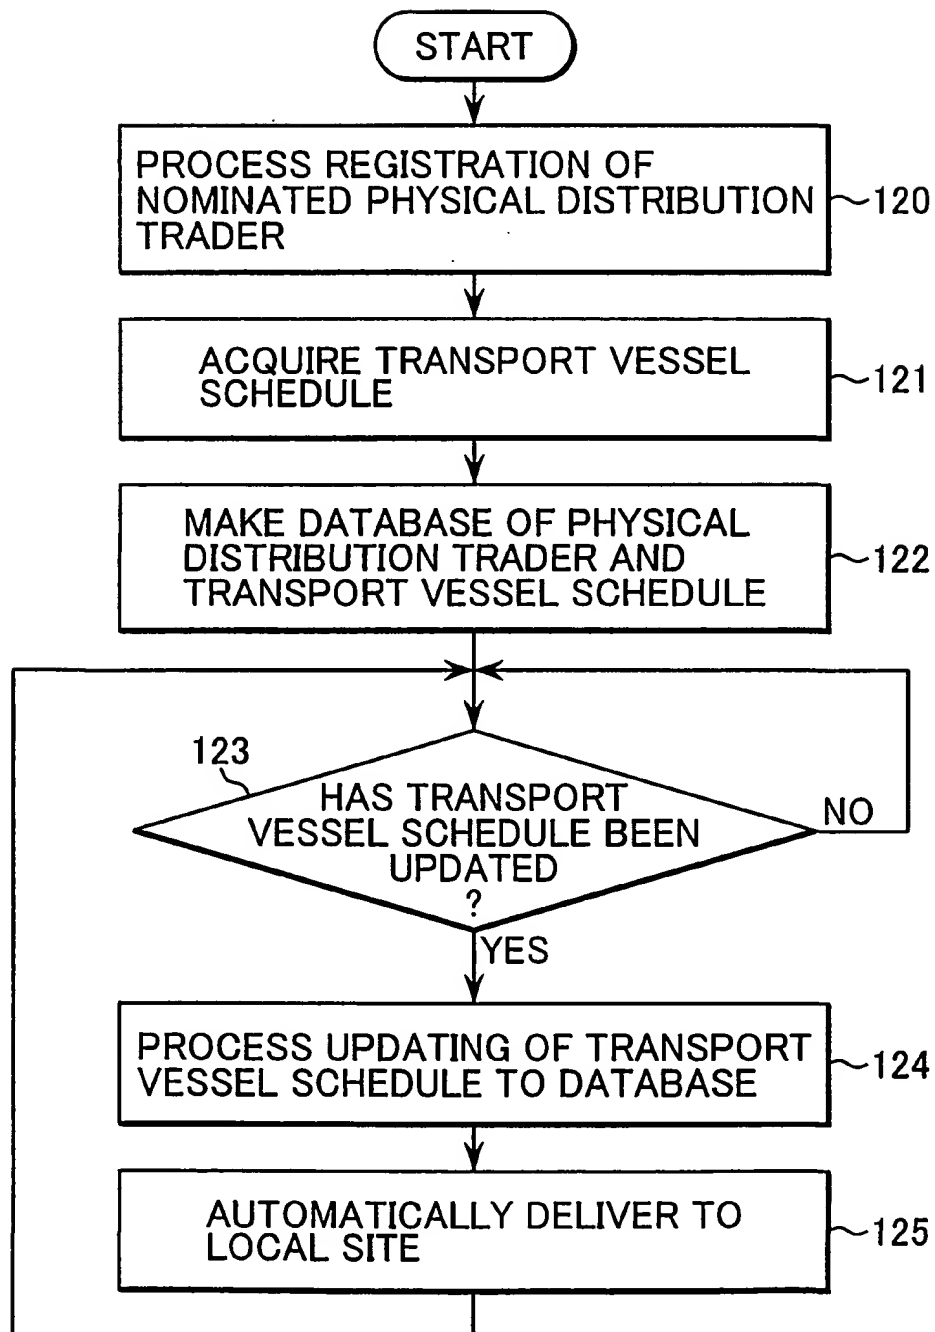 START
PROCESS REGISTRATION OF
NOMINATED PHYSICAL DISTRIBUTION
TRADER
120
ACQUIRE TRANSPORT VESSEL
SCHEDULE
121
MAKE DATABASE OF PHYSICAL
DISTRIBUTION TRADER AND
TRANSPORT VESSEL SCHEDULE
122
123
HAS TRANSPORT
VESSEL SCHEDULE BEEN
UPDATED
?
NO
YES
PROCESS UPDATING OF TRANSPORT
VESSEL SCHEDULE TO DATABASE
124
AUTOMATICALLY DELIVER TO
LOCAL SITE
125